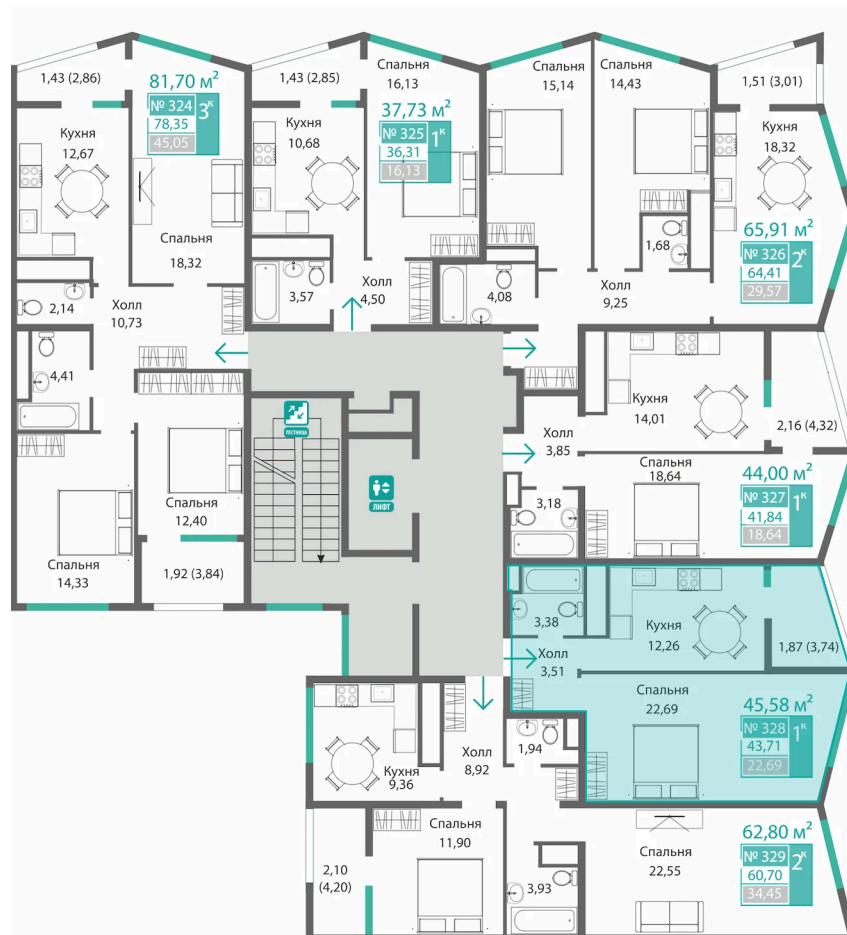 1,43 (2,86)
81,70 м²
№ 324
3к
78,35
45,05
Кухня
12,67
Спальня
18,32
2,14
Холл
10,73
4,41
Спальня
12,40
Спальня
14,33
1,92 (3,84)
1,43 (2,85)
Спальня
16,13
37,73 м²
№ 325
1к
36,31
16,13
Кухня
10,68
3,57
Холл
4,50
Спальня
15,14
Спальня
14,43
1,51 (3,01)
Кухня
18,32
1,68
65,91 м²
№ 326
2к
64,41
29,57
4,08
Холл
9,25
Кухня
14,01
2,16 (4,32)
Холл
3,85
Спальня
18,64
44,00 м²
№ 327
1к
41,84
18,64
3,18
ЛЕСТНИЦА
ЛИФТ
3,38
Кухня
12,26
1,87 (3,74)
Холл
3,51
Спальня
22,69
45,58 м²
№ 328
1к
43,71
22,69
Кухня
9,36
Холл
8,92
1,94
Спальня
11,90
2,10
(4,20)
3,93
Спальня
22,55
62,80 м²
№ 329
2к
60,70
34,45